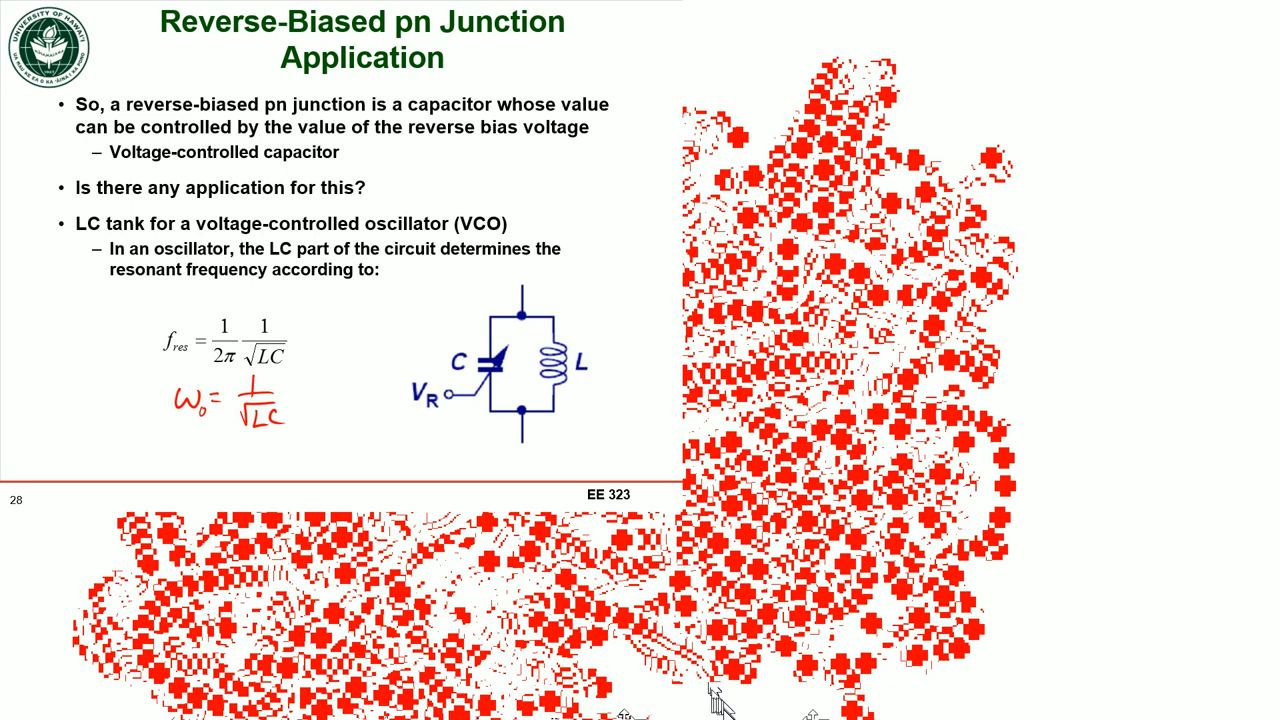 UNIVERSITY OF HAWAI'I
Reverse-Biased pn Junction
Application
• So, a reverse-biased pn junction is a capacitor whose value
can be controlled by the value of the reverse bias voltage
– Voltage-controlled capacitor
• Is there any application for this?
• LC tank for a voltage-controlled oscillator (VCO)
– In an oscillator, the LC part of the circuit determines the
resonant frequency according to:
f_res = 1/2π 1/√LC
ω₀ = 1/√LC
C
L
V_R
EE 323
28